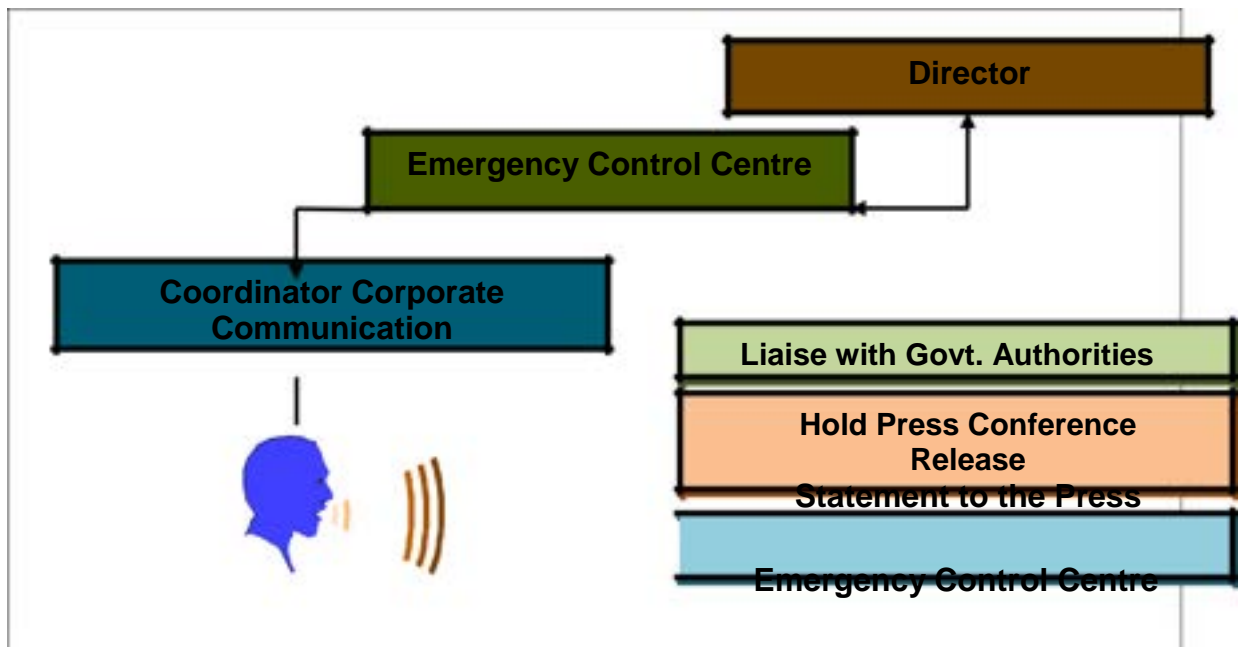 Director
Emergency Control Centre
Coordinator Corporate
Communication
Liaise with Govt. Authorities
Hold Press Conference
Release
Statement to the Press
Emergency Control Centre